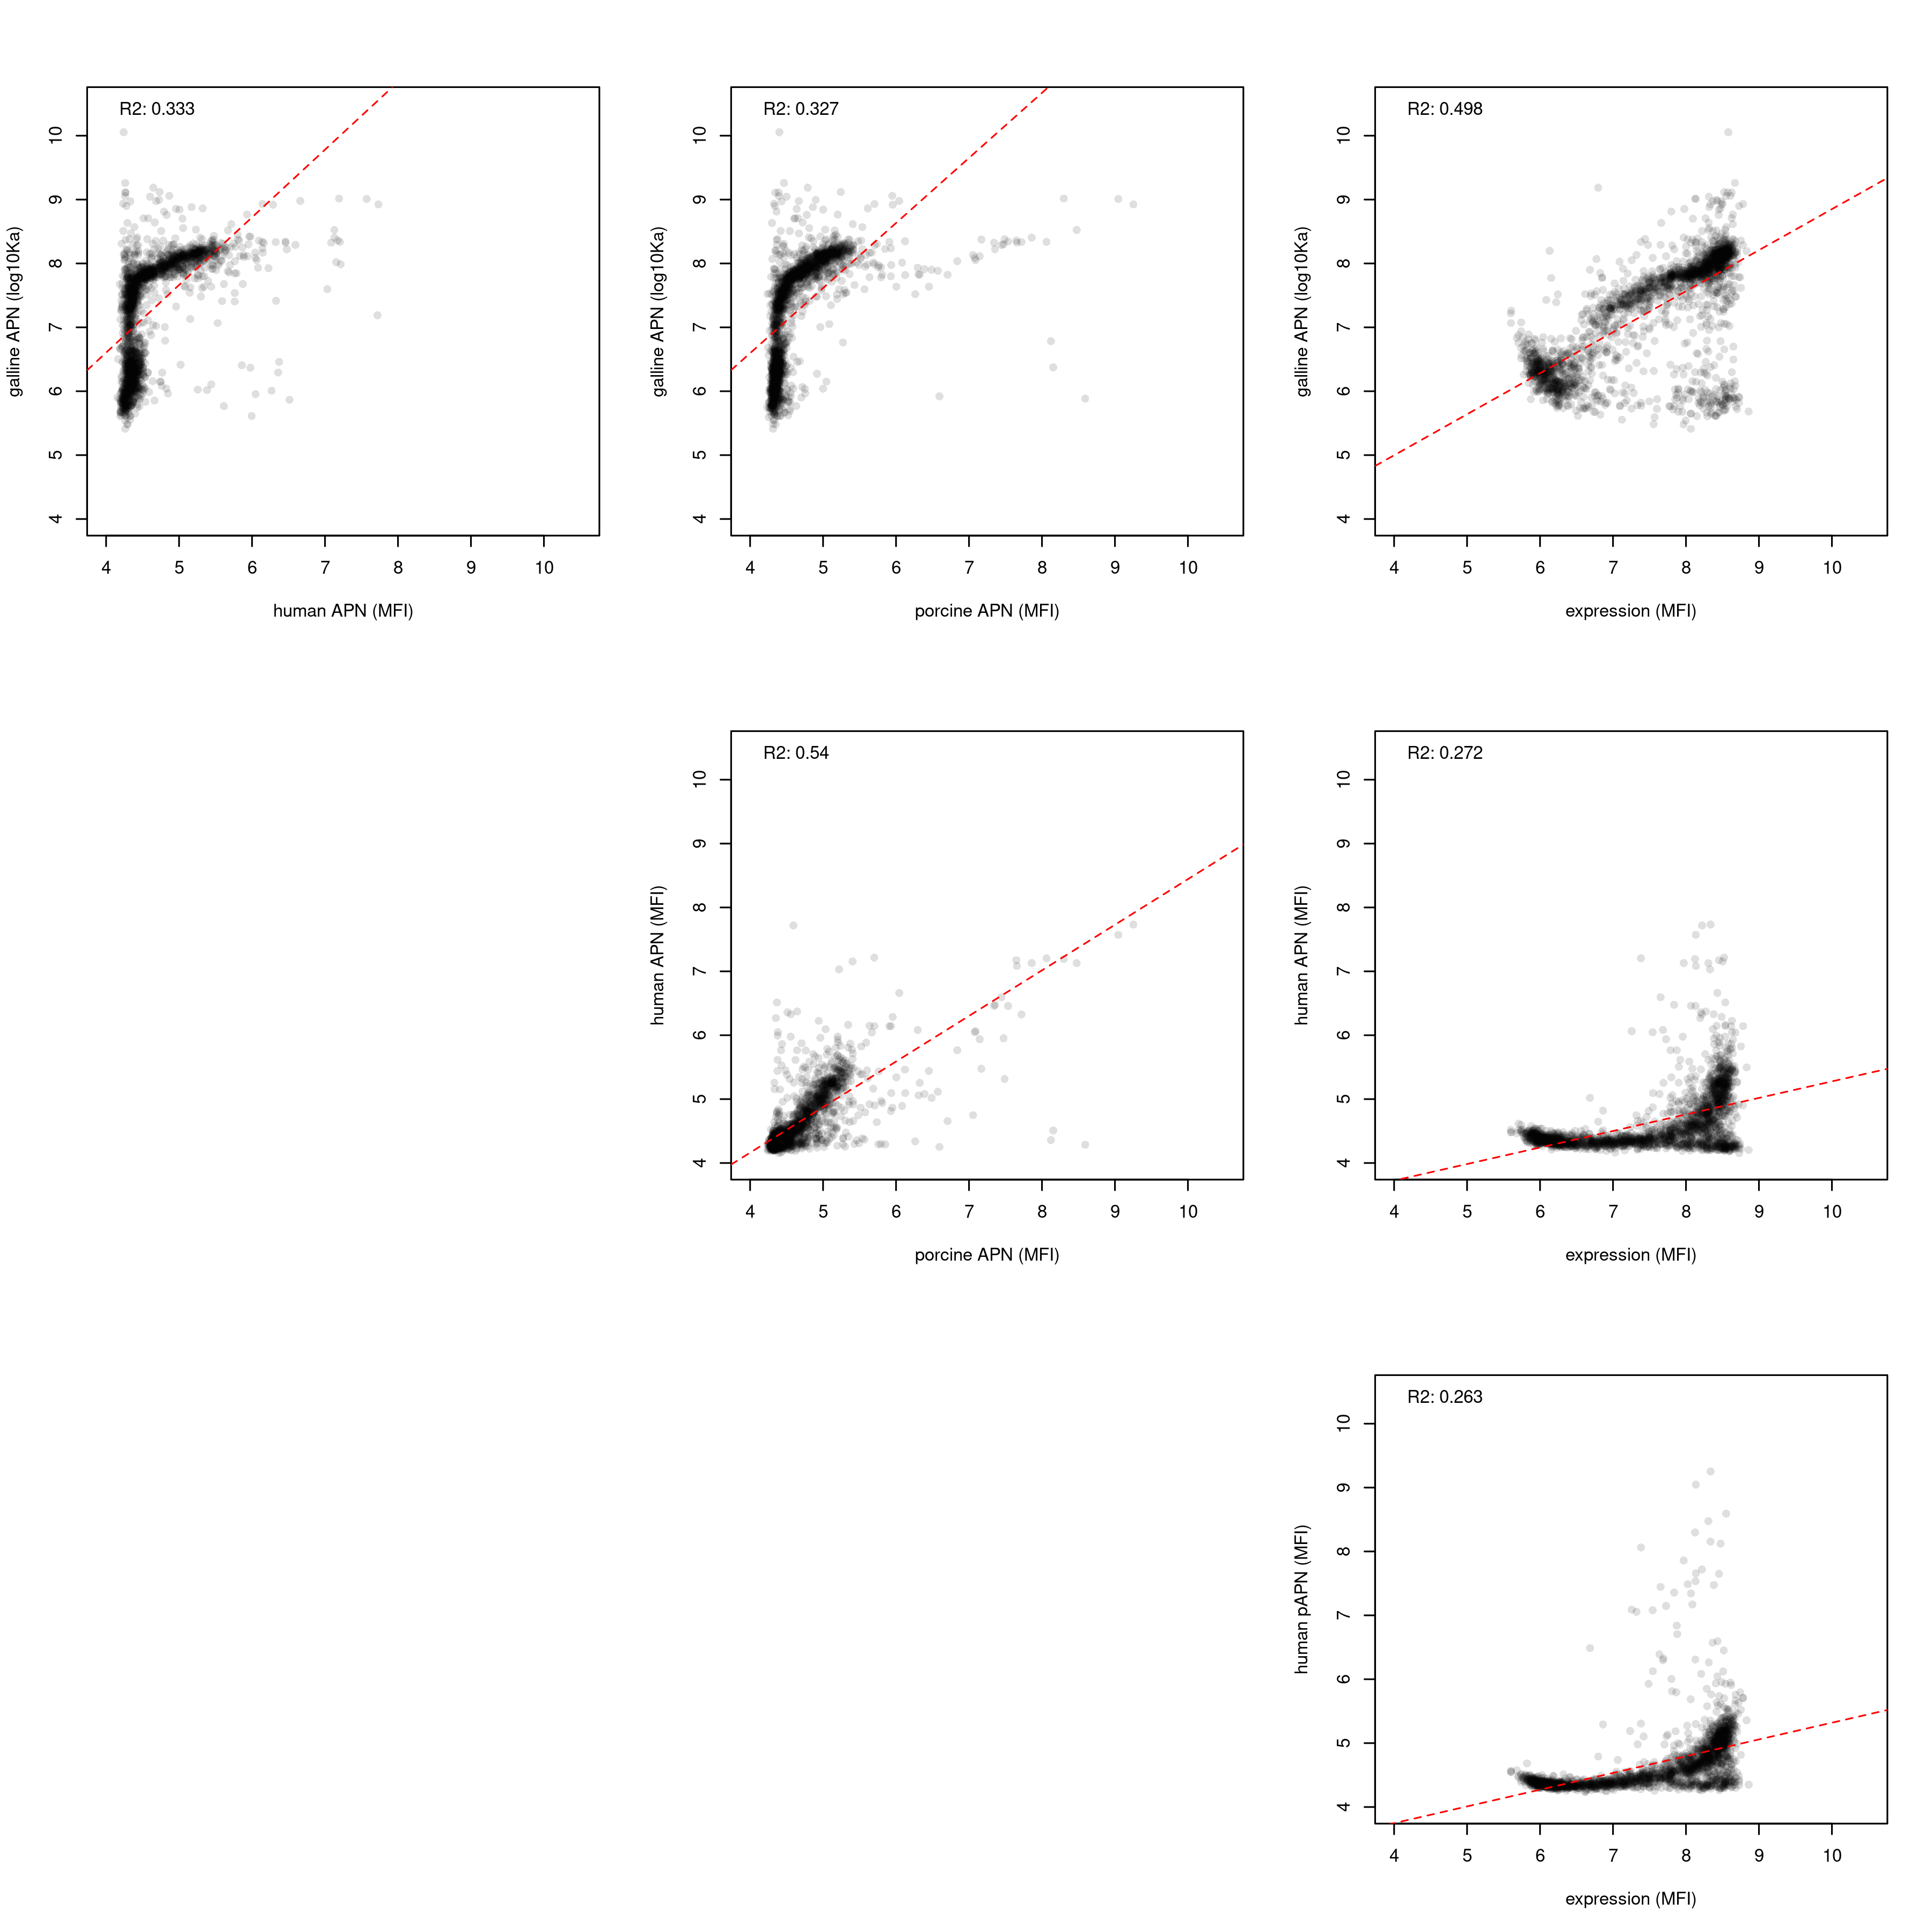 R2: 0.333
galline APN (log10Ka)
10
9
8
7
6
5
4
4 5 6 7 8 9 10
human APN (MFI)
R2: 0.327
galline APN (log10Ka)
10
9
8
7
6
5
4
4 5 6 7 8 9 10
porcine APN (MFI)
R2: 0.498
galline APN (log10Ka)
10
9
8
7
6
5
4
4 5 6 7 8 9 10
expression (MFI)
R2: 0.54
human APN (MFI)
10
9
8
7
6
5
4
4 5 6 7 8 9 10
porcine APN (MFI)
R2: 0.272
human APN (MFI)
10
9
8
7
6
5
4
4 5 6 7 8 9 10
expression (MFI)
R2: 0.263
human pAPN (MFI)
10
9
8
7
6
5
4
4 5 6 7 8 9 10
expression (MFI)